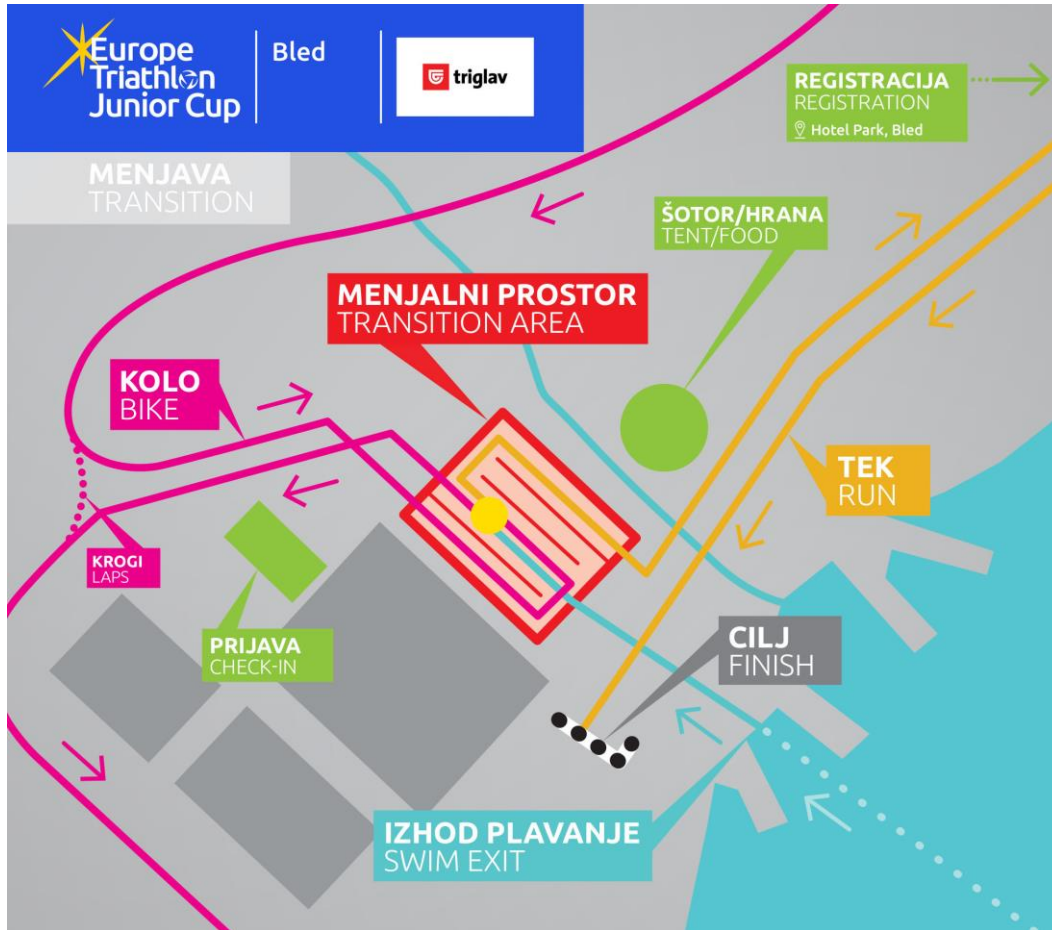 Europe
Triathlon
Junior Cup
Bled
triglav
REGISTRACIJA
REGISTRATION
Hotel Park, Bled
MENJAVA
TRANSITION
ŠOTOR/HRANA
TENT/FOOD
MENJALNI PROSTOR
TRANSITION AREA
KOLO
BIKE
TEK
RUN
KROGI
LAPS
PRIJAVA
CHECK-IN
CILJ
FINISH
IZHOD PLAVANJE
SWIM EXIT